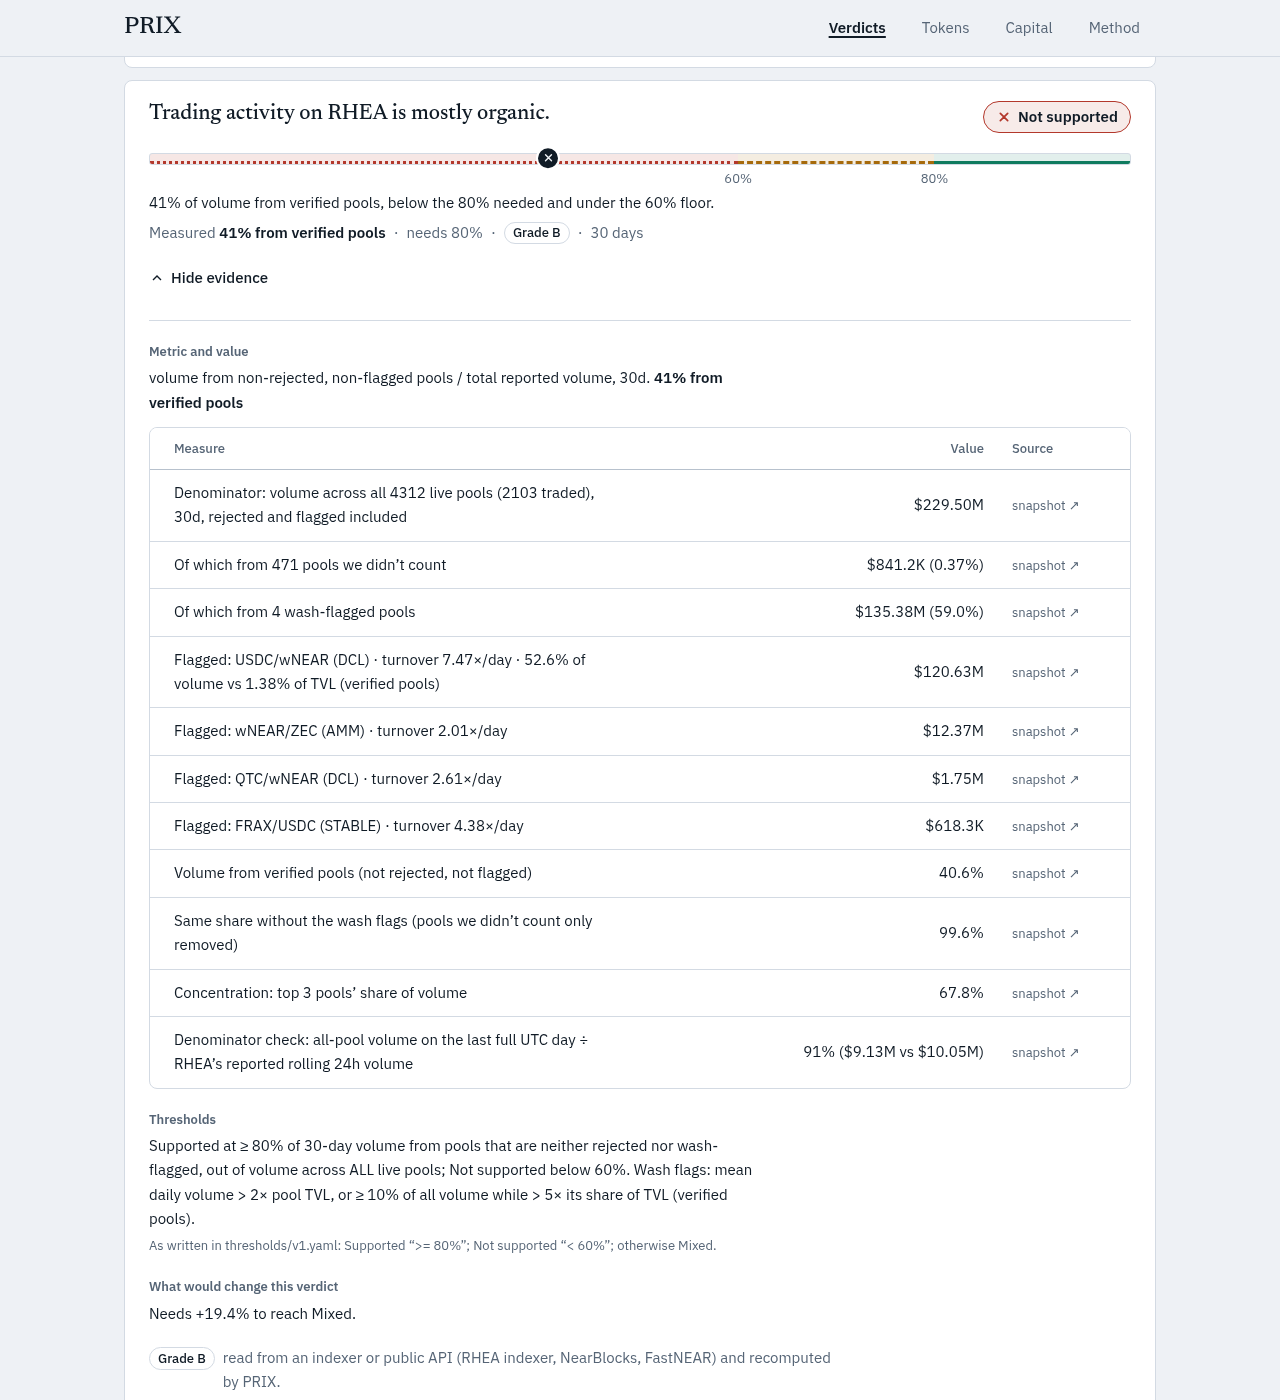 PRIX
Verdicts
Tokens
Capital
Method
Trading activity on RHEA is mostly organic.
✕ Not supported
✕
60%
80%
41% of volume from verified pools, below the 80% needed and under the 60% floor.
Measured 41% from verified pools · needs 80% · Grade B · 30 days
Hide evidence
Metric and value
volume from non-rejected, non-flagged pools / total reported volume, 30d. 41% from
verified pools
Measure Value Source
Denominator: volume across all 4312 live pools (2103 traded),
30d, rejected and flagged included
$229.50M snapshot ↗
Of which from 471 pools we didn’t count $841.2K (0.37%) snapshot ↗
Of which from 4 wash-flagged pools $135.38M (59.0%) snapshot ↗
Flagged: USDC/wNEAR (DCL) · turnover 7.47×/day · 52.6% of
volume vs 1.38% of TVL (verified pools)
$120.63M snapshot ↗
Flagged: wNEAR/ZEC (AMM) · turnover 2.01×/day $12.37M snapshot ↗
Flagged: QTC/wNEAR (DCL) · turnover 2.61×/day $1.75M snapshot ↗
Flagged: FRAX/USDC (STABLE) · turnover 4.38×/day $618.3K snapshot ↗
Volume from verified pools (not rejected, not flagged) 40.6% snapshot ↗
Same share without the wash flags (pools we didn’t count only
removed)
99.6% snapshot ↗
Concentration: top 3 pools’ share of volume 67.8% snapshot ↗
Denominator check: all-pool volume on the last full UTC day ÷
RHEA’s reported rolling 24h volume
91% ($9.13M vs $10.05M) snapshot ↗
Thresholds
Supported at ≥ 80% of 30-day volume from pools that are neither rejected nor wash-
flagged, out of volume across ALL live pools; Not supported below 60%. Wash flags: mean
daily volume > 2× pool TVL, or ≥ 10% of all volume while > 5× its share of TVL (verified
pools).
As written in thresholds/v1.yaml: Supported “>= 80%”; Not supported “< 60%”; otherwise Mixed.
What would change this verdict
Needs +19.4% to reach Mixed.
Grade B read from an indexer or public API (RHEA indexer, NearBlocks, FastNEAR) and recomputed
by PRIX.